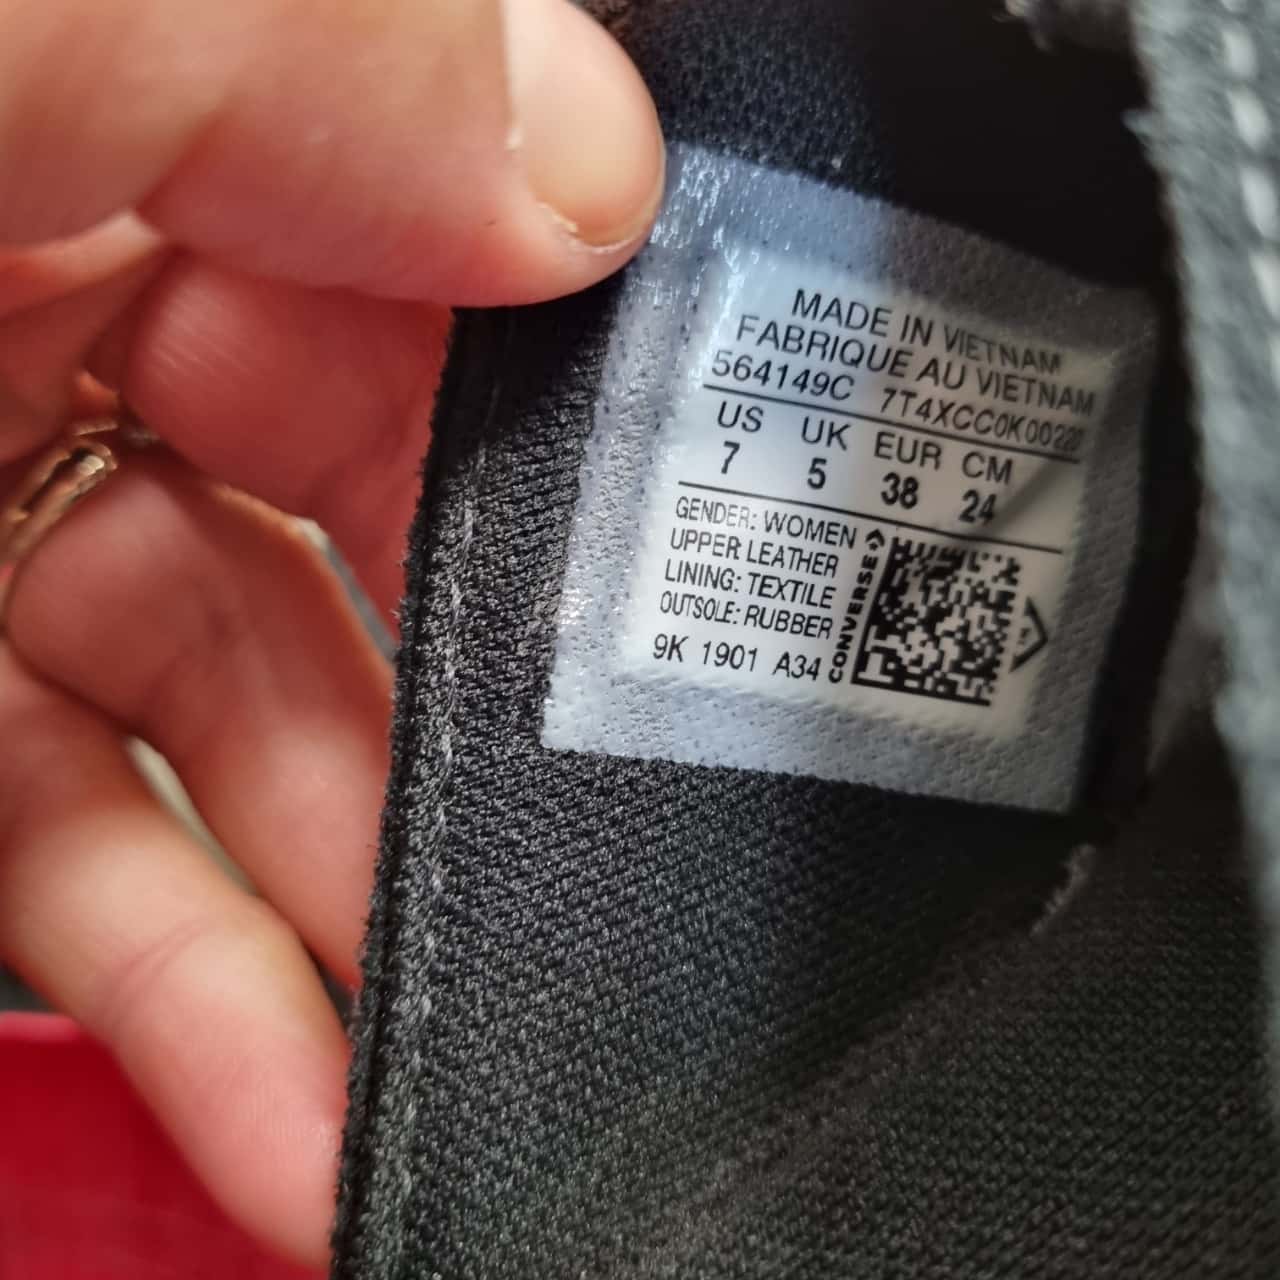 MADE IN VIETNAM
FABRIQUE AU VIETNAM
564149C 7T4XCC0K00220
US UK EUR CM
7 5 38 24
GENDER: WOMEN
UPPER LEATHER
LINING: TEXTILE
OUTSOLE: RUBBER
9K 1901 A34
CONVERSE